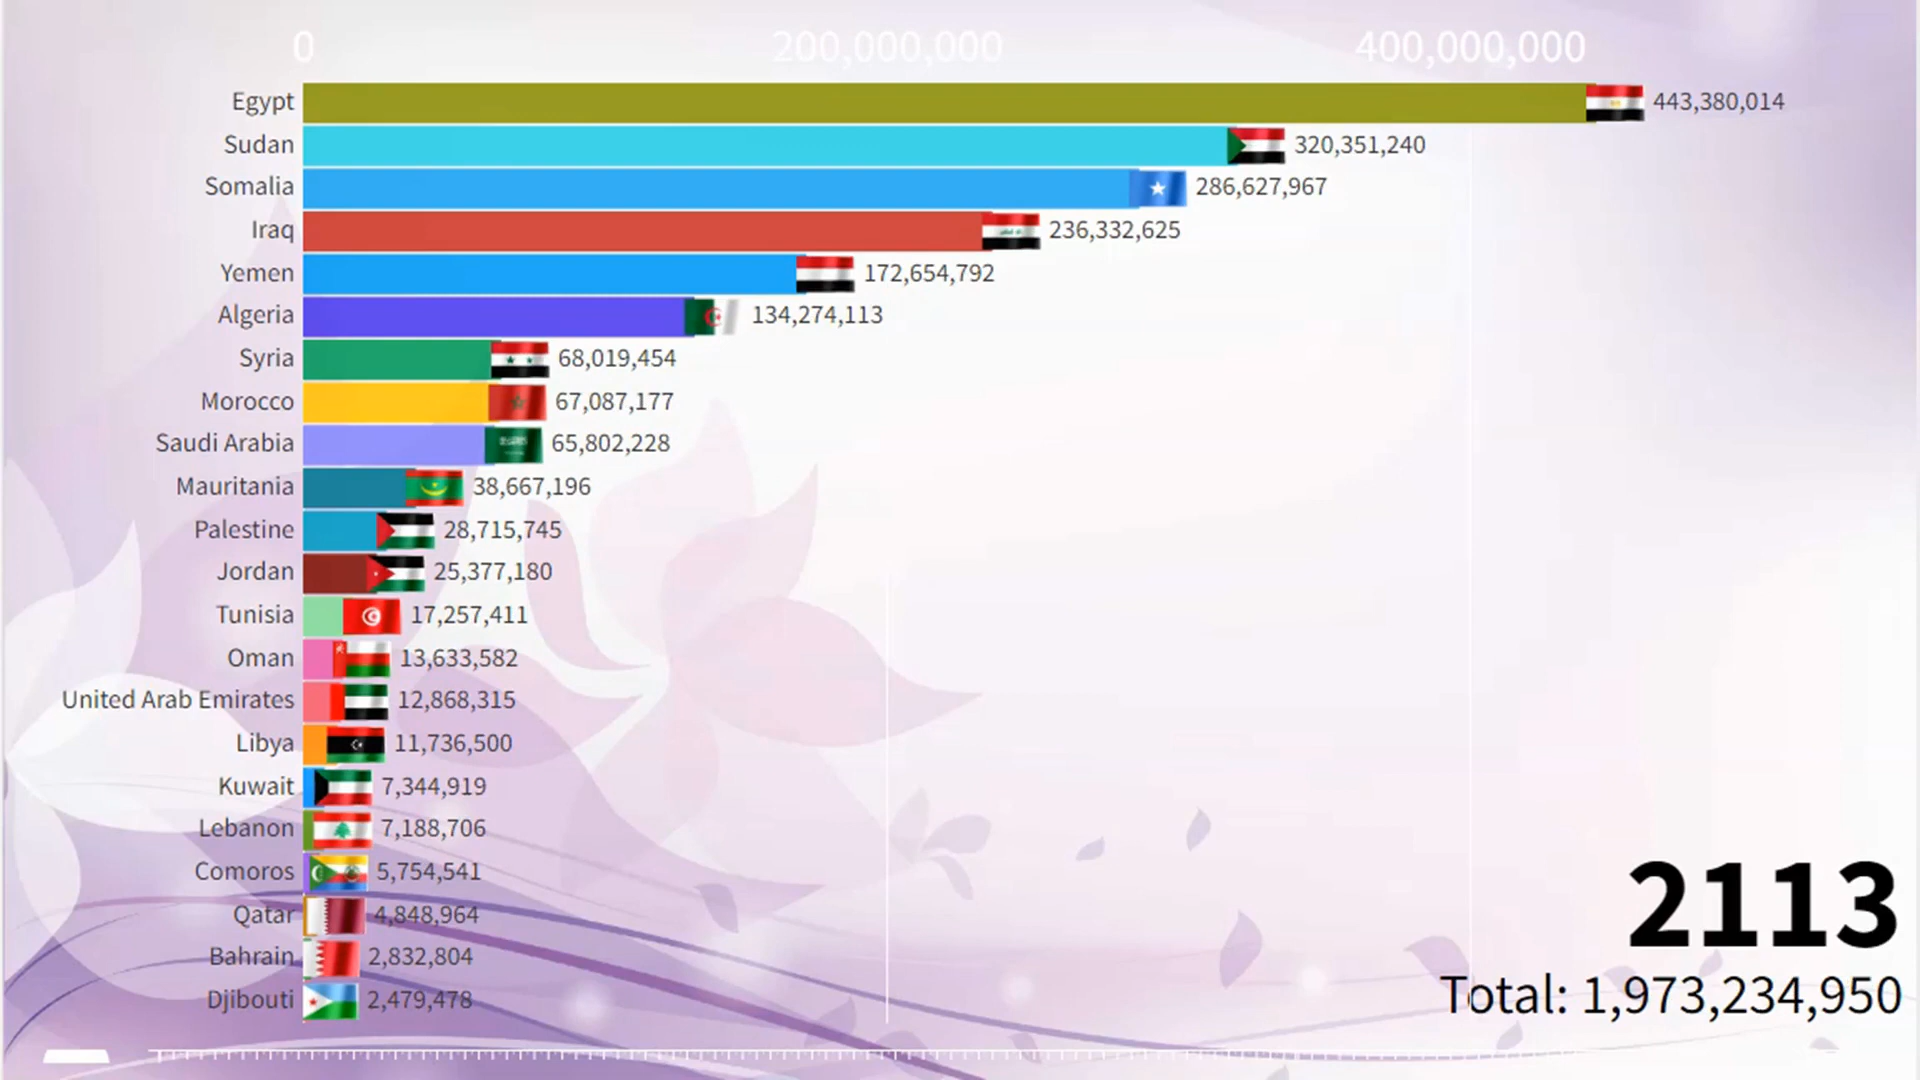 0 200,000,000 400,000,000
Egypt 443,380,014
Sudan 320,351,240
Somalia 286,627,967
Iraq 236,332,625
Yemen 172,654,792
Algeria 134,274,113
Syria 68,019,454
Morocco 67,087,177
Saudi Arabia 65,802,228
Mauritania 38,667,196
Palestine 28,715,745
Jordan 25,377,180
Tunisia 17,257,411
Oman 13,633,582
United Arab Emirates 12,868,315
Libya 11,736,500
Kuwait 7,344,919
Lebanon 7,188,706
Comoros 5,754,541
Qatar 4,848,964
Bahrain 2,832,804
Djibouti 2,479,478
2113
Total: 1,973,234,950